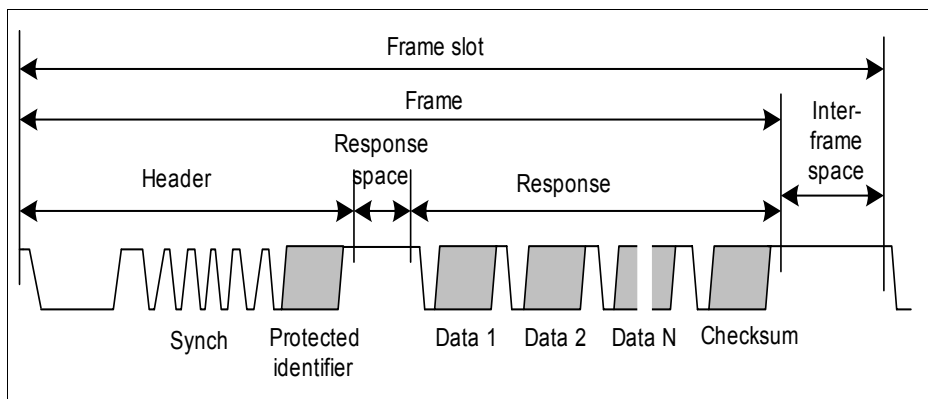 Frame slot
Frame
Inter-
frame
space
Response
space
Header
Response
Synch
Protected
identifier
Data 1
Data 2
Data N
Checksum